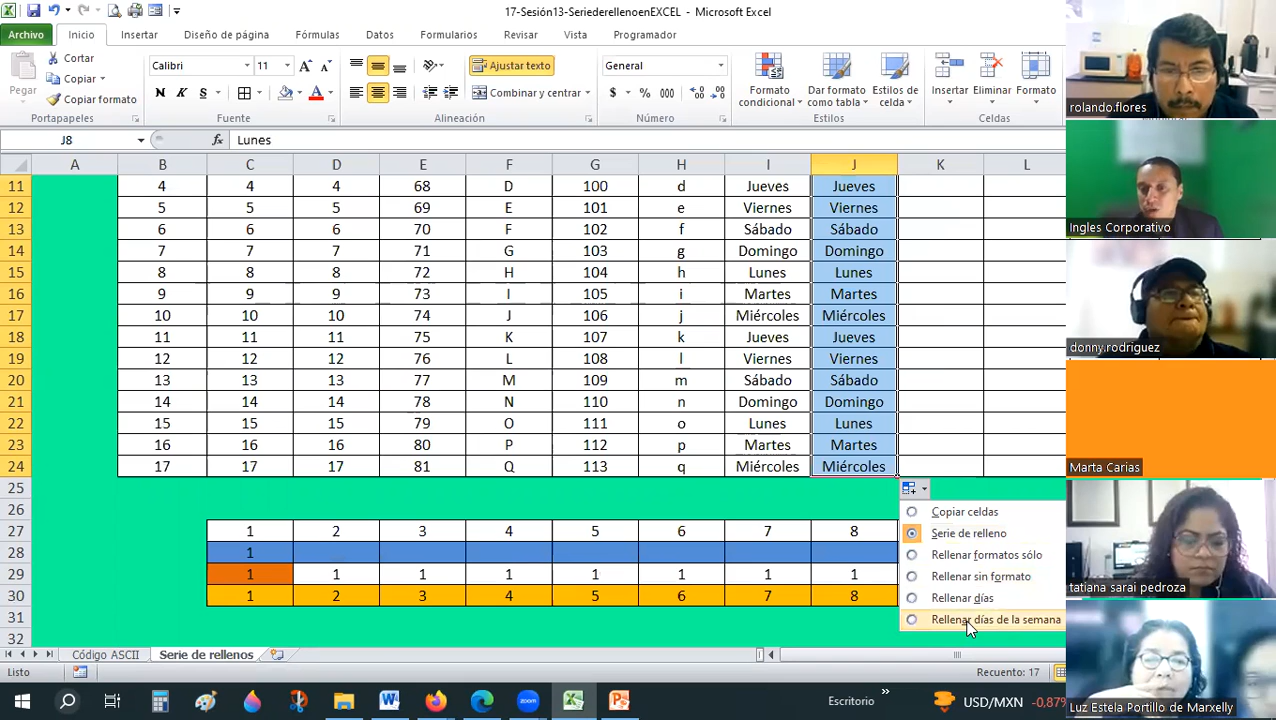 17-Sesión13-SeriederellenoenEXCEL - Microsoft Excel
Archivo Inicio Insertar Diseño de página Fórmulas Datos Formularios Revisar Vista Programador
Pegar Cortar Copiar Copiar formato Portapapeles
Calibri 11 N K S A A A Fuente
Ajustar texto Combinar y centrar Alineación
General $ % 000 Número
Formato condicional Dar formato como tabla Estilos de celda Estilos
Insertar Eliminar Formato Celdas
J8 fx Lunes
A B C D E F G H I J K L
11 4 4 4 68 D 100 d Jueves Jueves
12 5 5 5 69 E 101 e Viernes Viernes
13 6 6 6 70 F 102 f Sábado Sábado
14 7 7 7 71 G 103 g Domingo Domingo
15 8 8 8 72 H 104 h Lunes Lunes
16 9 9 9 73 I 105 i Martes Martes
17 10 10 10 74 J 106 j Miércoles Miércoles
18 11 11 11 75 K 107 k Jueves Jueves
19 12 12 12 76 L 108 l Viernes Viernes
20 13 13 13 77 M 109 m Sábado Sábado
21 14 14 14 78 N 110 n Domingo Domingo
22 15 15 15 79 O 111 o Lunes Lunes
23 16 16 16 80 P 112 p Martes Martes
24 17 17 17 81 Q 113 q Miércoles Miércoles
25
26
27 1 2 3 4 5 6 7 8
28 1
29 1 1 1 1 1 1 1 1
30 1 2 3 4 5 6 7 8
31
32
Copiar celdas
Serie de relleno
Rellenar formatos sólo
Rellenar sin formato
Rellenar días
Rellenar días de la semana
Código ASCII Serie de rellenos
Listo Recuento: 17
Escritorio » USD/MXN -0.87%
rolando.flores
Ingles Corporativo
donny.rodriguez
Marta Carias
tatiana sarai pedroza
Luz Estela Portillo de Marxelly